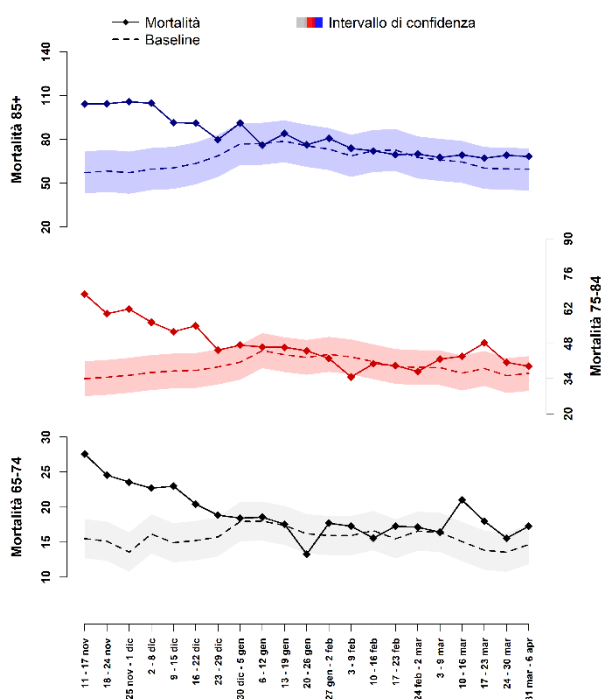 Mortalità
Baseline
Intervallo di confidenza
Mortalità 85+
140
110
80
50
20
Mortalità 75-84
90
76
62
48
34
20
Mortalità 65-74
30
25
20
15
10
11 - 17 nov
18 - 24 nov
25 nov - 1 dic
2 - 8 dic
9 - 15 dic
16 - 22 dic
23 - 29 dic
30 dic - 5 gen
6 - 12 gen
13 - 19 gen
20 - 26 gen
27 gen - 2 feb
3 - 9 feb
10 - 16 feb
17 - 23 feb
24 feb - 2 mar
3 - 9 mar
10 - 16 mar
17 - 23 mar
24 - 30 mar
31 mar - 6 apr